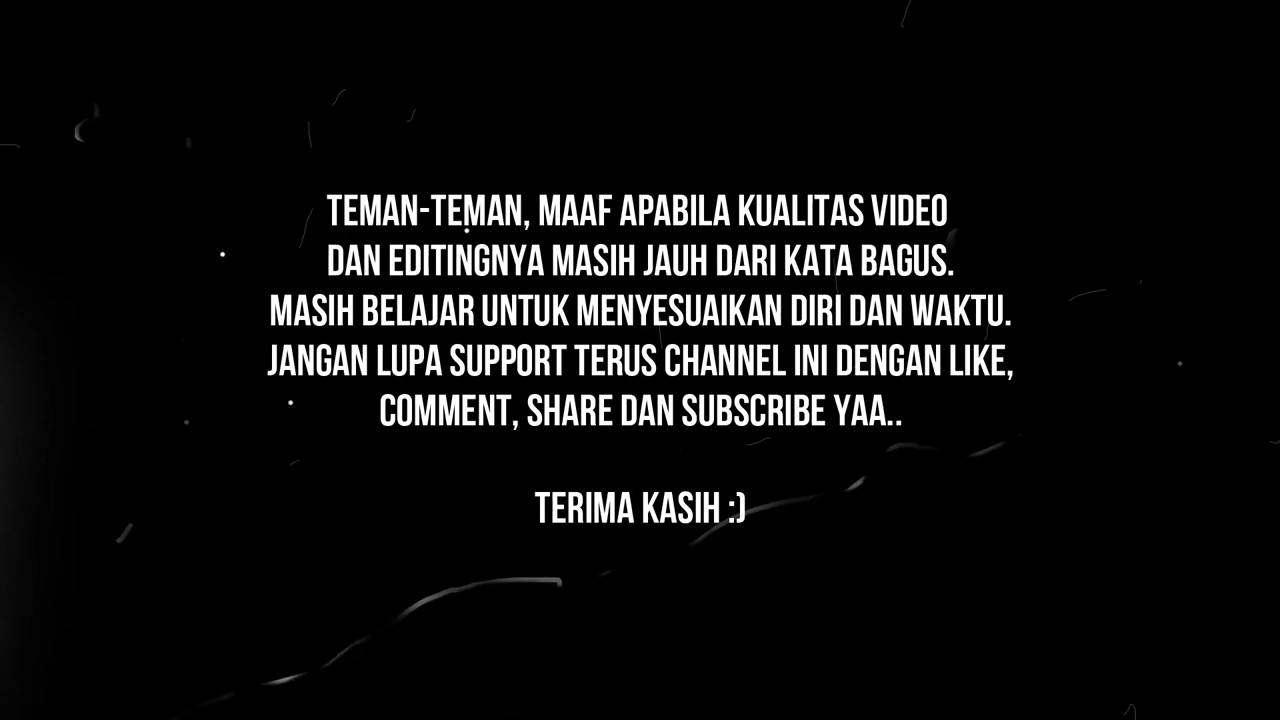 TEMAN-TEMAN, MAAF APABILA KUALITAS VIDEO
DAN EDITINGNYA MASIH JAUH DARI KATA BAGUS.
MASIH BELAJAR UNTUK MENYESUAIKAN DIRI DAN WAKTU.
JANGAN LUPA SUPPORT TERUS CHANNEL INI DENGAN LIKE,
COMMENT, SHARE DAN SUBSCRIBE YAA..
TERIMA KASIH :)